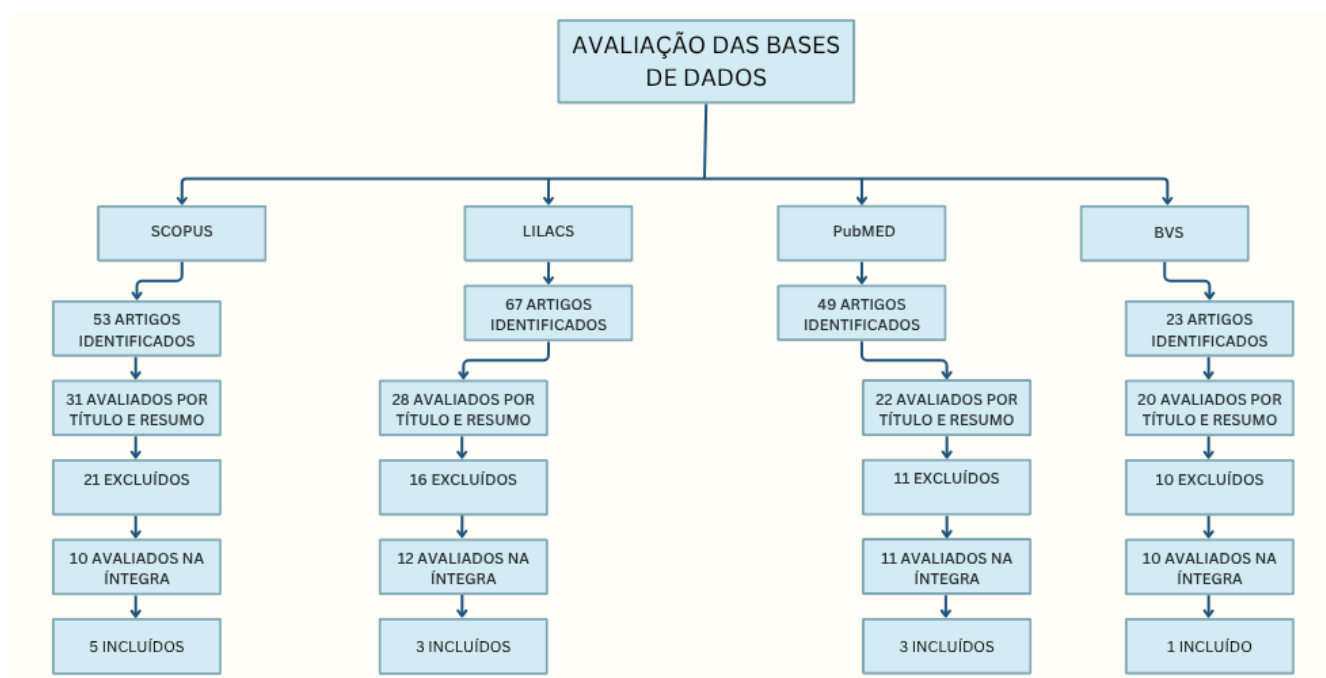 AVALIAÇÃO DAS BASES
DE DADOS
SCOPUS
LILACS
PubMED
BVS
53 ARTIGOS
IDENTIFICADOS
67 ARTIGOS
IDENTIFICADOS
49 ARTIGOS
IDENTIFICADOS
23 ARTIGOS
IDENTIFICADOS
31 AVALIADOS POR
TÍTULO E RESUMO
28 AVALIADOS POR
TÍTULO E RESUMO
22 AVALIADOS POR
TÍTULO E RESUMO
20 AVALIADOS POR
TÍTULO E RESUMO
21 EXCLUÍDOS
16 EXCLUÍDOS
11 EXCLUÍDOS
10 EXCLUÍDOS
10 AVALIADOS NA
ÍNTEGRA
12 AVALIADOS NA
ÍNTEGRA
11 AVALIADOS NA
ÍNTEGRA
10 AVALIADOS NA
ÍNTEGRA
5 INCLUÍDOS
3 INCLUÍDOS
3 INCLUÍDOS
1 INCLUÍDO